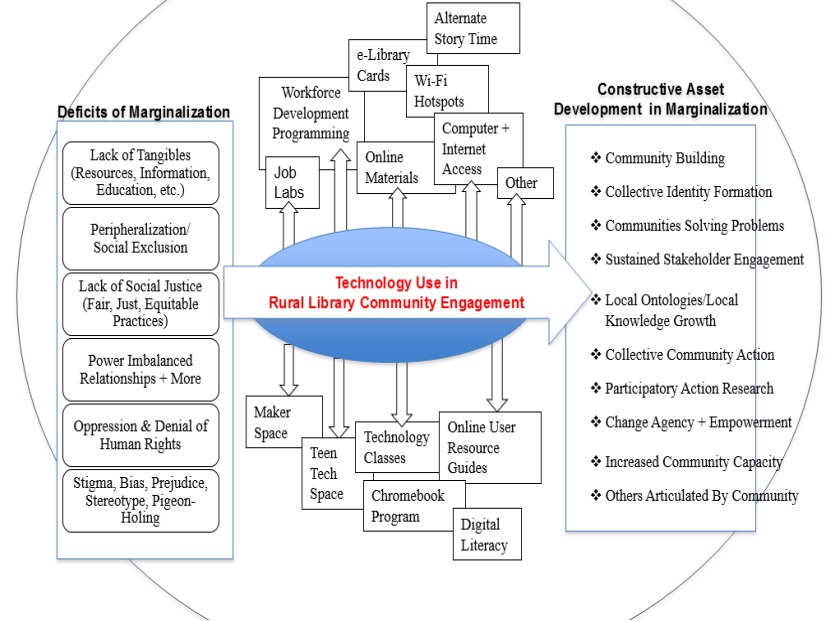 Deficits of Marginalization
Lack of Tangibles
(Resources, Information,
Education, etc.)
Peripheralization/
Social Exclusion
Lack of Social Justice
(Fair, Just, Equitable
Practices)
Power Imbalanced
Relationships + More
Oppression & Denial of
Human Rights
Stigma, Bias, Prejudice,
Stereotype, Pigeon-
Holing
Alternate
Story Time
e-Library
Cards
Wi-Fi
Hotspots
Workforce
Development
Programming
Computer +
Internet
Access
Online
Materials
Job
Labs
Other
Technology Use in
Rural Library Community Engagement
Maker
Space
Teen
Tech
Space
Technology
Classes
Online User
Resource
Guides
Chromebook
Program
Digital
Literacy
Constructive Asset
Development in Marginalization
❖ Community Building
❖ Collective Identity Formation
❖ Communities Solving Problems
❖ Sustained Stakeholder Engagement
❖ Local Ontologies/Local
Knowledge Growth
❖ Collective Community Action
❖ Participatory Action Research
❖ Change Agency + Empowerment
❖ Increased Community Capacity
❖ Others Articulated By Community